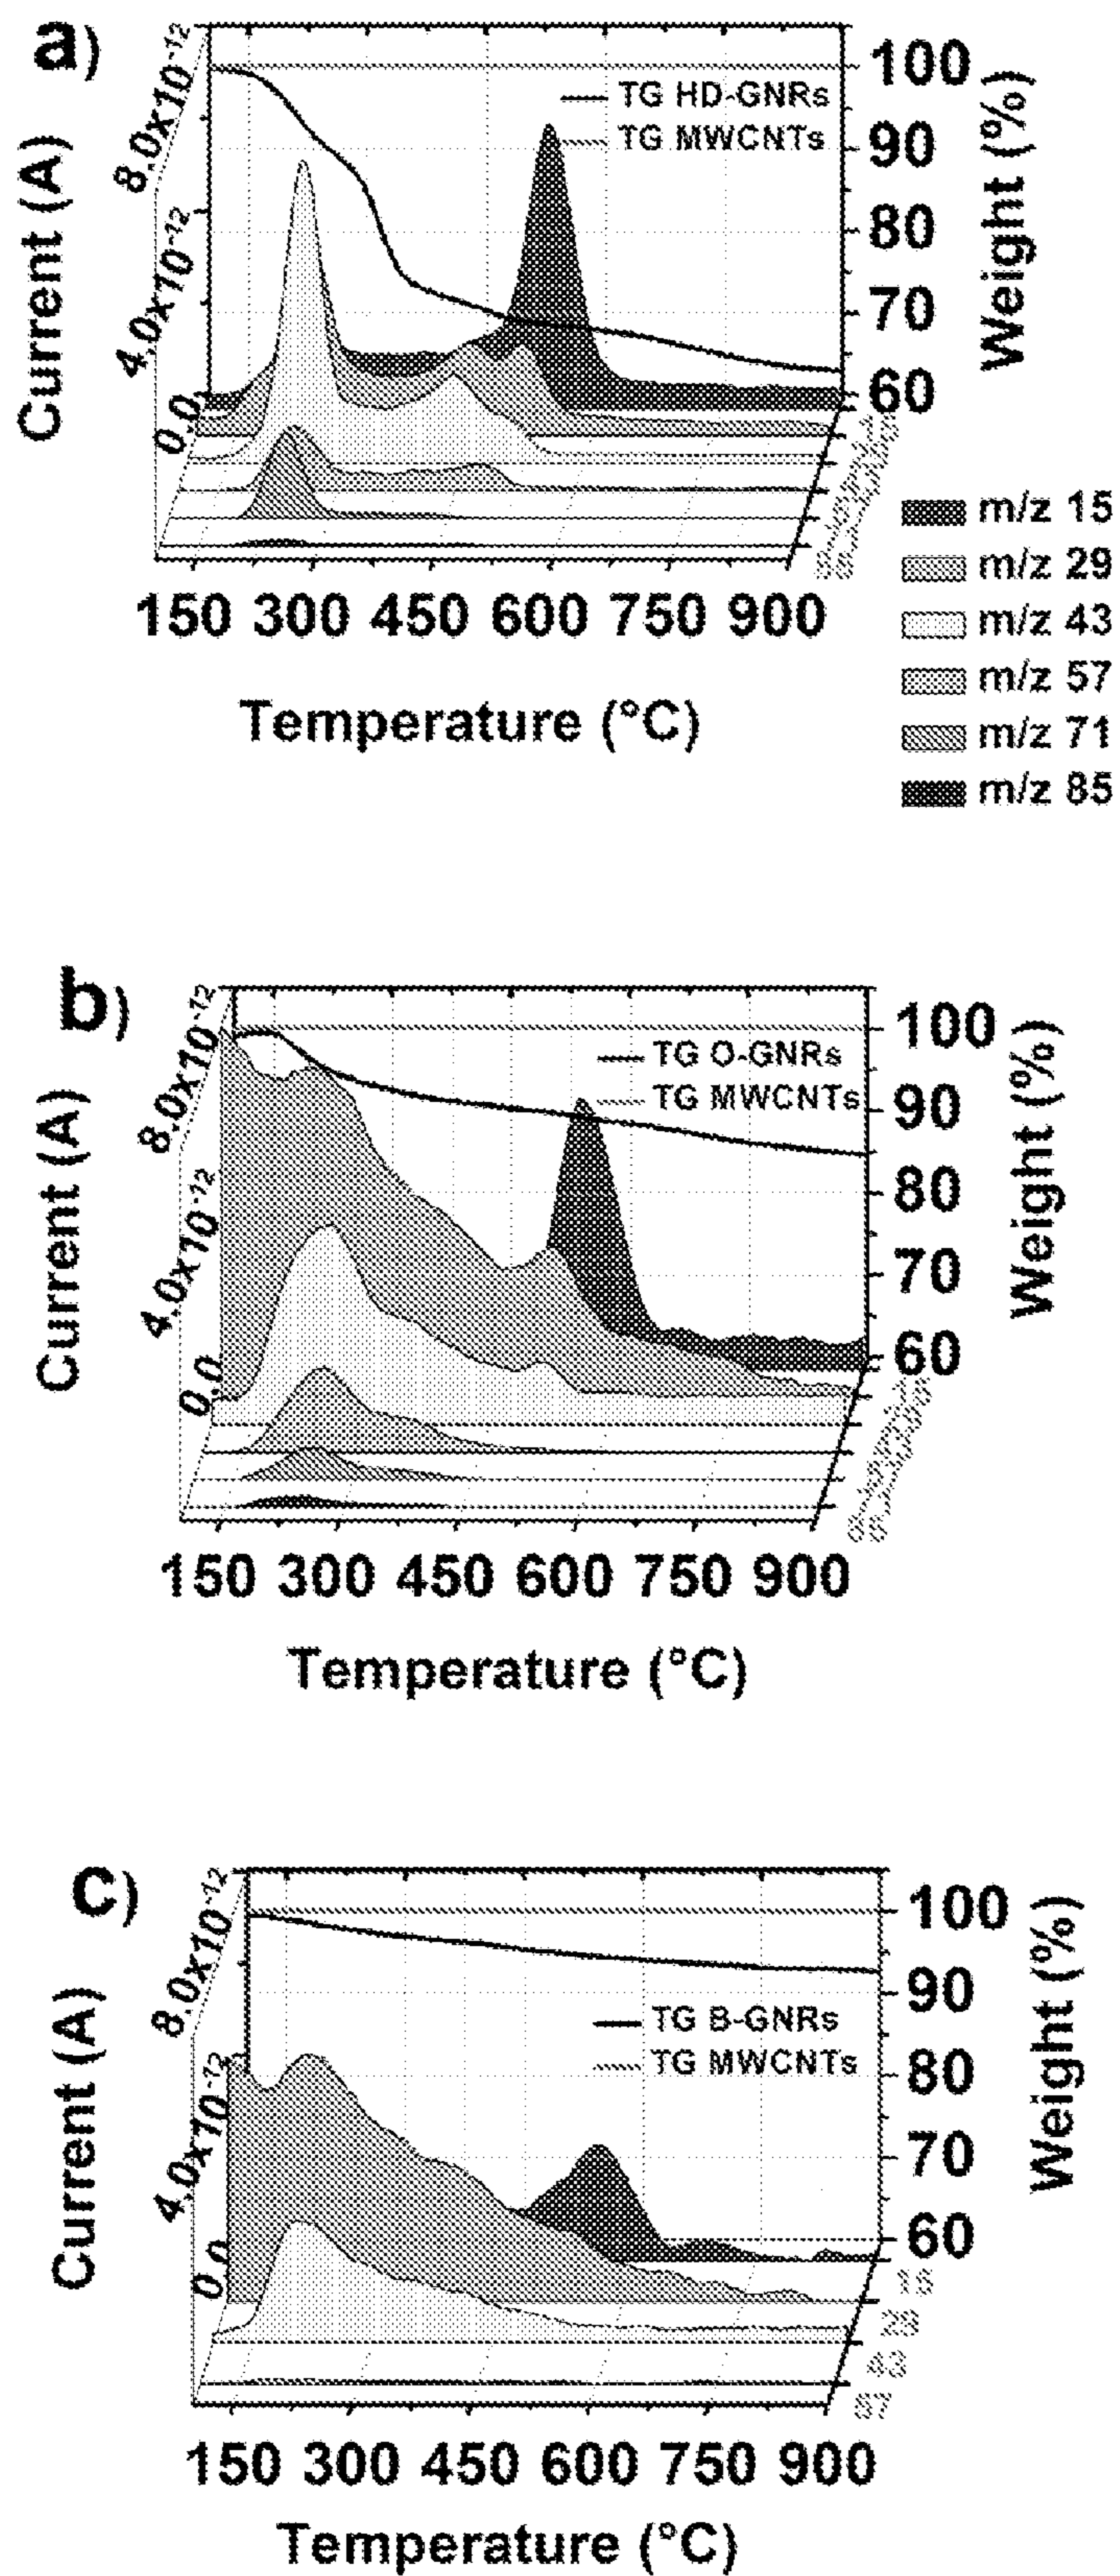 a)
8.0x10-12
4.0x10-12
0.0
Current (A)
TG HD-GNRs
TG MWCNTs
100
90
80
70
60
Weight (%)
m/z 15
m/z 29
m/z 43
m/z 57
m/z 71
m/z 85
150 300 450 600 750 900
Temperature (°C)
b)
8.0x10-12
4.0x10-12
0.0
Current (A)
TG O-GNRs
TG MWCNTs
100
90
80
70
60
Weight (%)
150 300 450 600 750 900
Temperature (°C)
c)
8.0x10-12
4.0x10-12
0.0
Current (A)
TG B-GNRs
TG MWCNTs
100
90
80
70
60
Weight (%)
15
29
43
57
150 300 450 600 750 900
Temperature (°C)